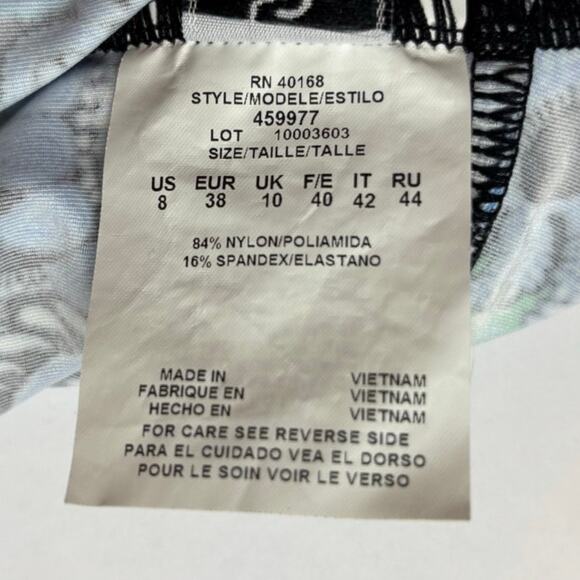 RN 40168
STYLE/MODELE/ESTILO
459977
LOT 10003603
SIZE/TAILLE/TALLE
US EUR UK F/E IT RU
8 38 10 40 42 44
84% NYLON/POLIAMIDA
16% SPANDEX/ELASTANO
MADE IN VIETNAM
FABRIQUE EN VIETNAM
HECHO EN VIETNAM
FOR CARE SEE REVERSE SIDE
PARA EL CUIDADO VEA EL DORSO
POUR LE SOIN VOIR LE VERSO